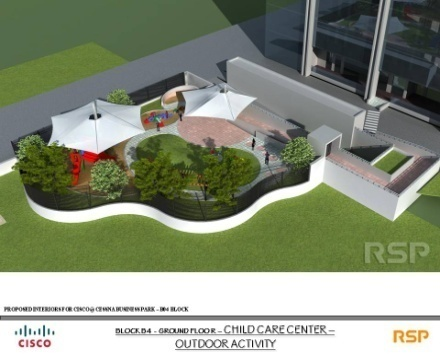 RSP
PROPOSED INTERIORS FOR CISCO @ CESSNA BUSINESS PARK - B04 BLOCK
CISCO
BLOCK B4 - GROUND FLOOR - CHILD CARE CENTER –
OUTDOOR ACTIVITY
RSP